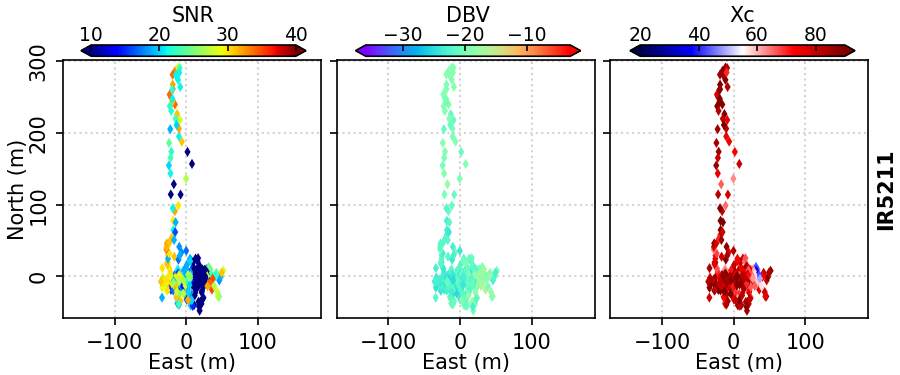 SNR DBV Xc
10 20 30 40 −30 −20 −10 20 40 60 80
300
200
100
0
North (m)
IR5211
−100 0 100 −100 0 100 −100 0 100
East (m) East (m) East (m)